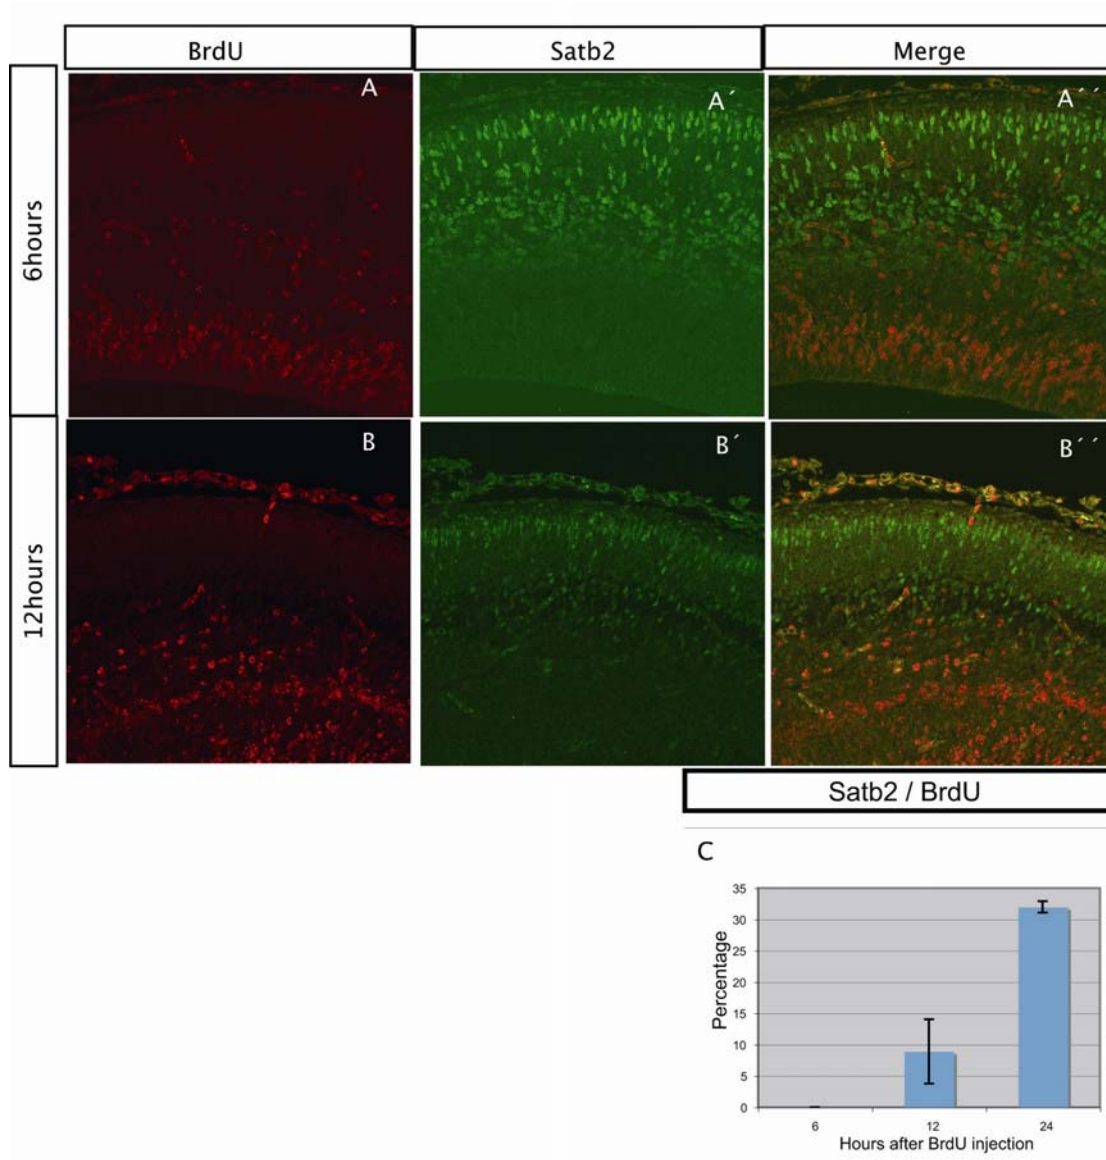 BrdU
Satb2
Merge
6hours
A
A´
A´´
12hours
B
B´
B´´
Satb2 / BrdU
C
Percentage
35
30
25
20
15
10
5
0
6
12
24
Hours after BrdU injection